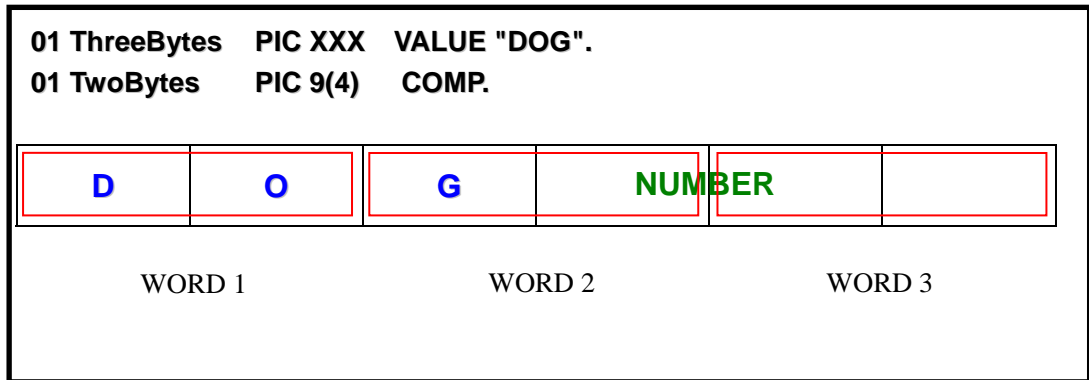 01 ThreeBytes PIC XXX VALUE "DOG".
01 TwoBytes PIC 9(4) COMP.
D O G NUMBER
WORD 1 WORD 2 WORD 3